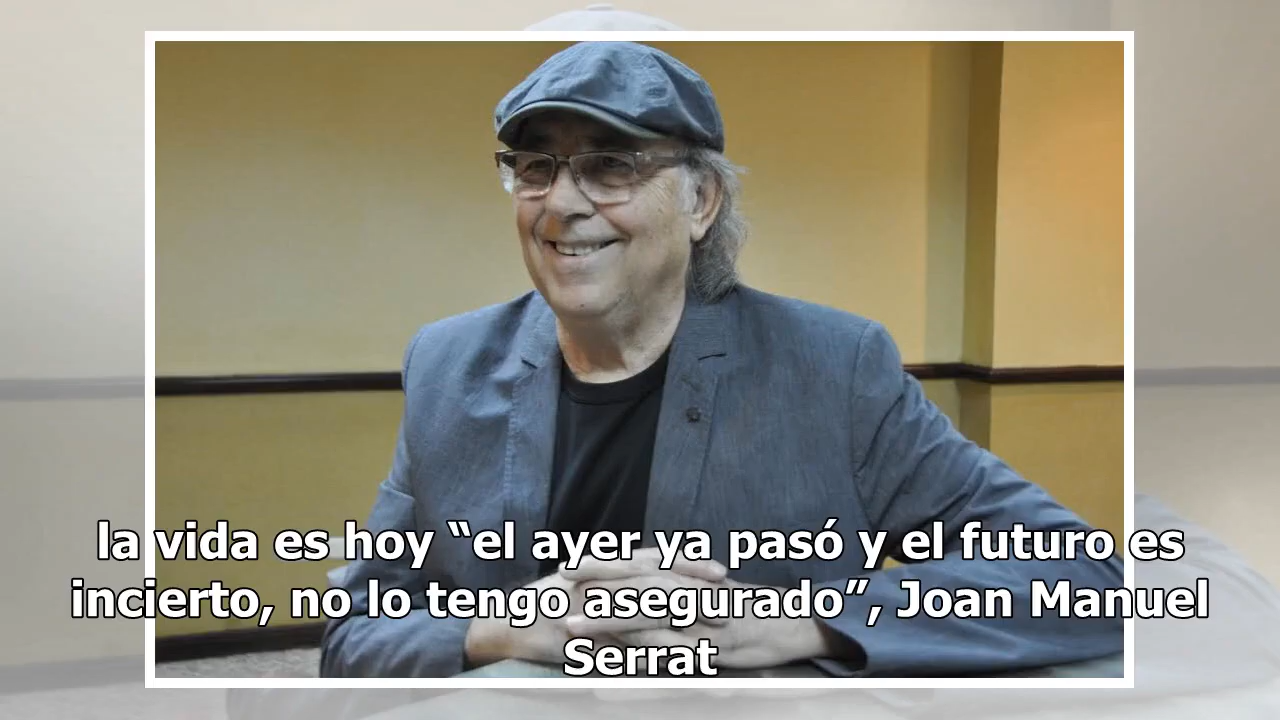 la vida es hoy “el ayer ya pasó y el futuro es
incierto, no lo tengo asegurado”, Joan Manuel
Serrat